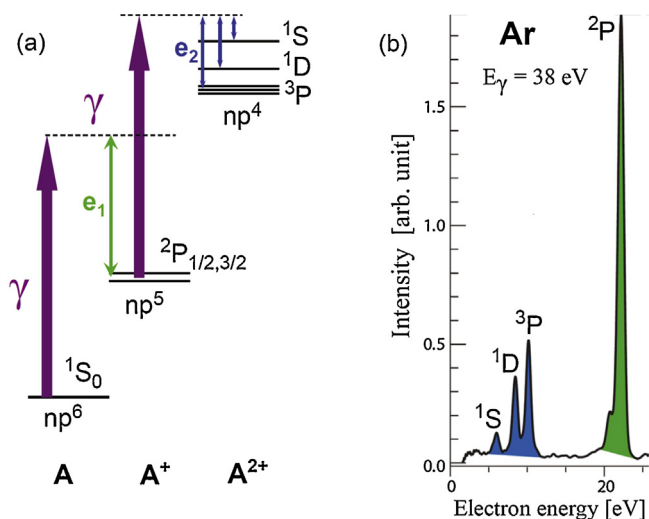 (a)
¹S
¹D
³P
e₂
np⁴
γ
e₁
²P₁/₂,₃/₂
np⁵
γ
¹S₀
np⁶
A
A⁺
A²⁺
(b)
Ar
²P
Eγ = 38 eV
Intensity [arb. unit]
1.5
1.0
0.5
0.0
³P
¹D
¹S
0
20
Electron energy [eV]